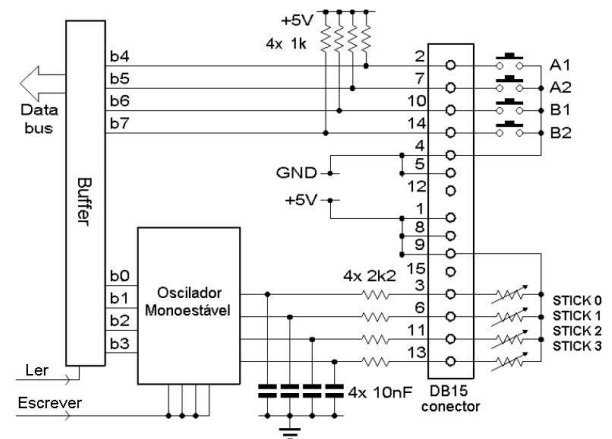 +5V
4x 1k
b4
b5
b6
b7
Data
bus
Buffer
2
7
10
14
4
5
12
1
8
9
15
3
6
11
13
A1
A2
B1
B2
GND
+5V
b0
b1
b2
b3
Oscilador
Monoestável
4x 2k2
STICK 0
STICK 1
STICK 2
STICK 3
Ler
Escrever
4x 10nF
DB15
conector